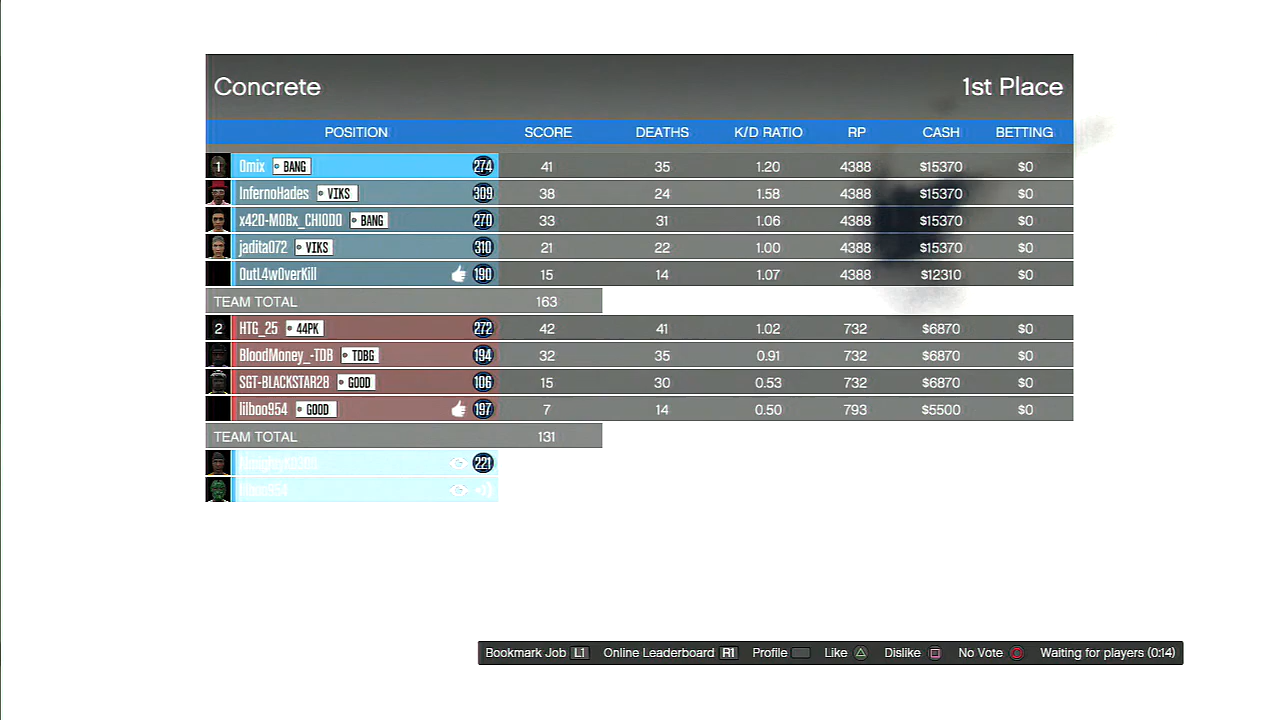 Concrete 1st Place
POSITION SCORE DEATHS K/D RATIO RP CASH BETTING
1 0mix BANG 274 41 35 1.20 4388 $15370 $0
InfernoHades VIKS 309 38 24 1.58 4388 $15370 $0
x420-M0Bx_CHIODO BANG 270 33 31 1.06 4388 $15370 $0
jadita072 VIKS 310 21 22 1.00 4388 $15370 $0
0utL4w0verKill 190 15 14 1.07 4388 $12310 $0
TEAM TOTAL 163
2 HTG_25 44PK 272 42 41 1.02 732 $6870 $0
BloodMoney_-TDB TDBG 194 32 35 0.91 732 $6870 $0
SGT-BLACKSTAR28 GOOD 106 15 30 0.53 732 $6870 $0
lilboo954 GOOD 197 7 14 0.50 793 $5500 $0
TEAM TOTAL 131
221
Bookmark Job L1 Online Leaderboard R1 Profile Like Dislike No Vote Waiting for players (0:14)